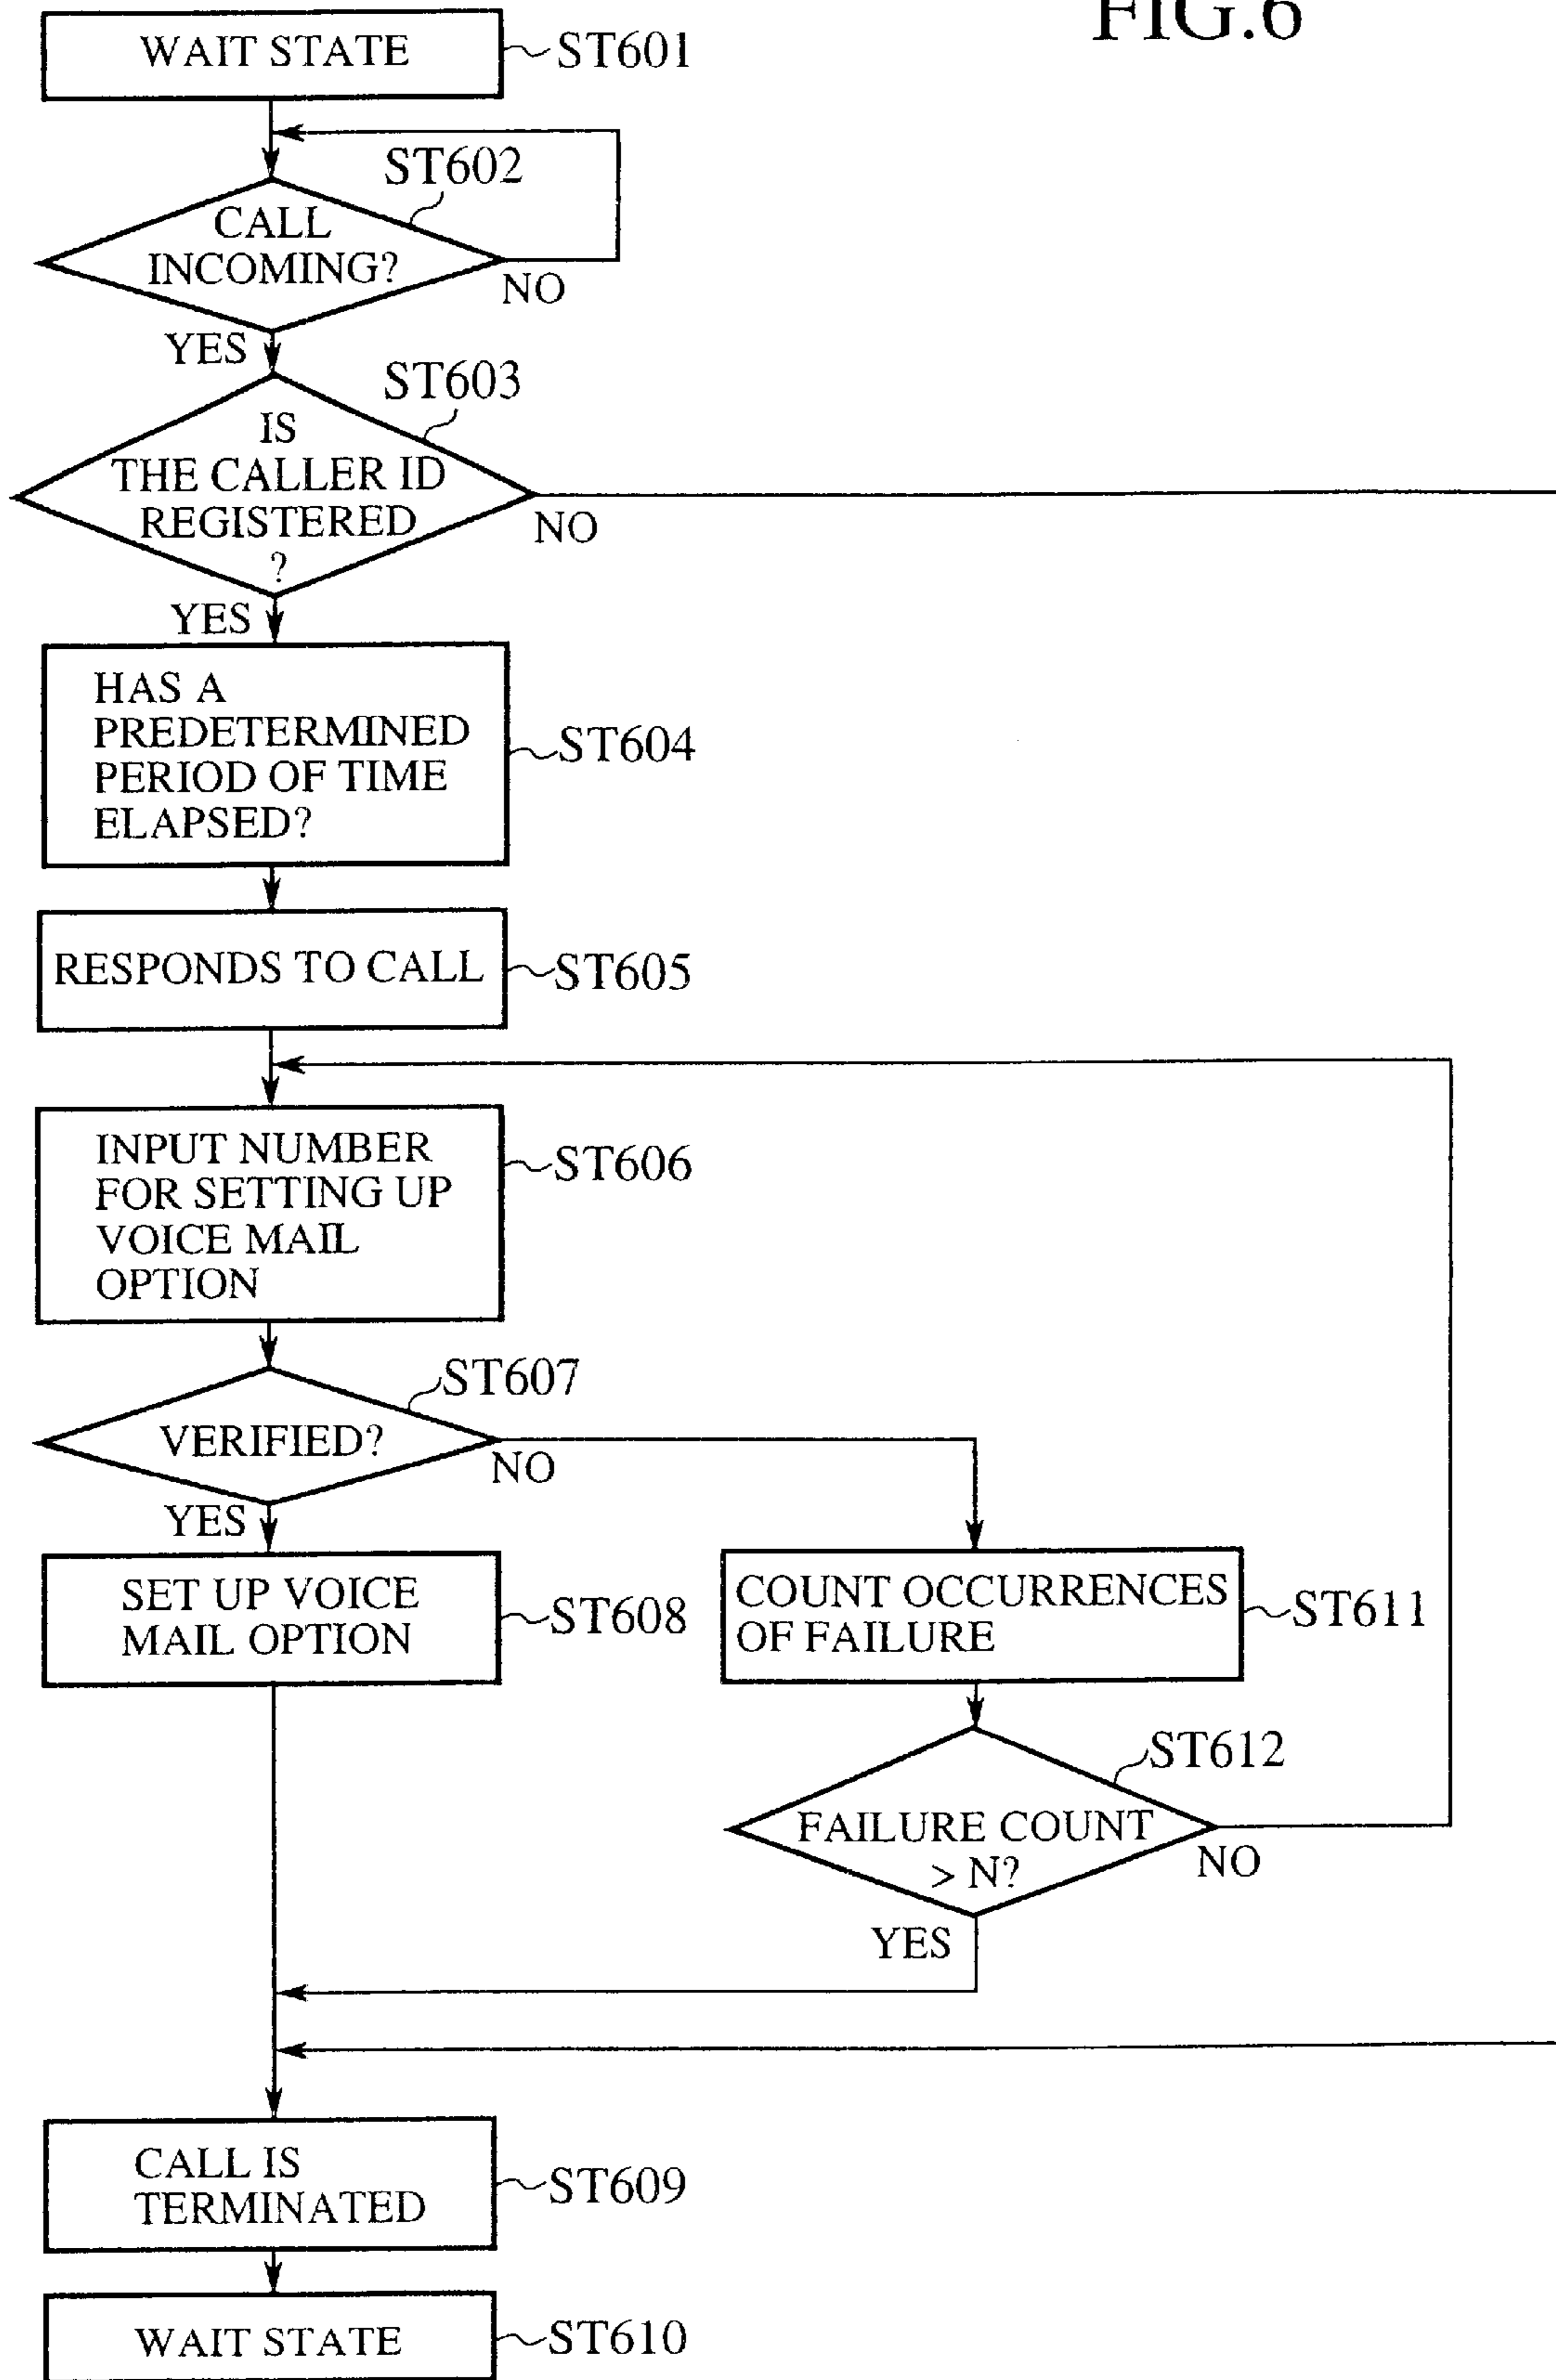 FIG.6
WAIT STATE
ST601
ST602
CALL
INCOMING?
NO
YES
ST603
IS
THE CALLER ID
REGISTERED
?
NO
YES
HAS A
PREDETERMINED
PERIOD OF TIME
ELAPSED?
ST604
RESPONDS TO CALL
ST605
INPUT NUMBER
FOR SETTING UP
VOICE MAIL
OPTION
ST606
ST607
VERIFIED?
NO
YES
SET UP VOICE
MAIL OPTION
ST608
COUNT OCCURRENCES
OF FAILURE
ST611
ST612
FAILURE COUNT
> N?
NO
YES
CALL IS
TERMINATED
ST609
WAIT STATE
ST610